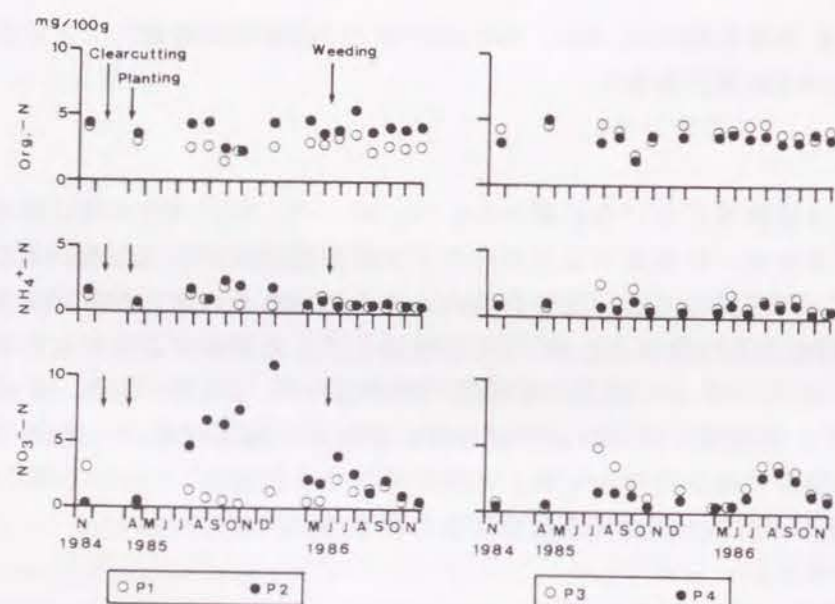 mg/100g
10
Clearcutting
Planting
Weeding
5
0
Org.-N
5
0
NH4+-N
10
5
0
NO3--N
N A M J J A S O N D M J J A S O N
1984 1985 1986
N A M J J A S O N D M J J A S O N
1984 1985 1986
○ P1 ● P2
○ P3 ● P4